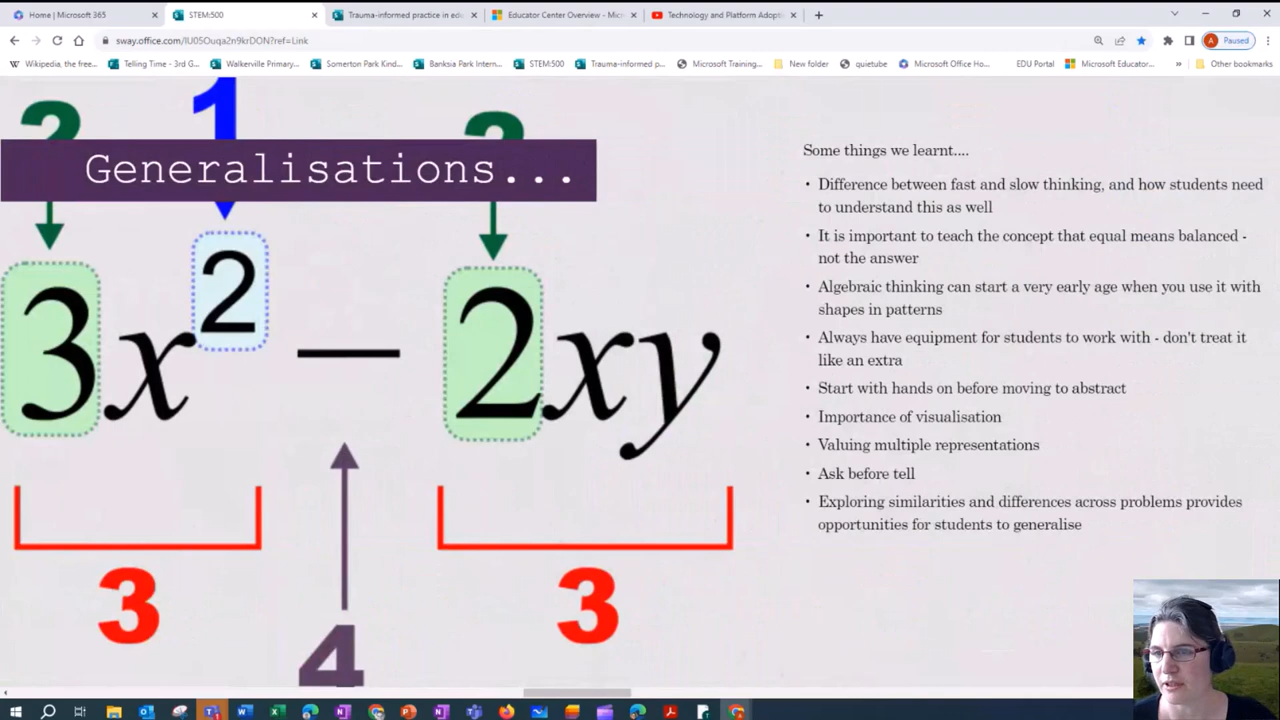 Home | Microsoft 365
STEM:500
Trauma-informed practice in edu
Educator Center Overview - Micr
Technology and Platform Adopti
sway.office.com/IU05Ouqa2n9krDON?ref=Link
A Paused
Wikipedia, the free...
Telling Time - 3rd G...
Walkerville Primary...
Somerton Park Kind...
Banksia Park Intern...
STEM:500
Trauma-informed p...
Microsoft Training...
New folder
quietube
Microsoft Office Ho...
EDU Portal
Microsoft Educator...
»
Other bookmarks
2 1 2
Generalisations...
3x² — 2xy
3 3
4
Some things we learnt....
• Difference between fast and slow thinking, and how students need
to understand this as well
• It is important to teach the concept that equal means balanced -
not the answer
• Algebraic thinking can start a very early age when you use it with
shapes in patterns
• Always have equipment for students to work with - don't treat it
like an extra
• Start with hands on before moving to abstract
• Importance of visualisation
• Valuing multiple representations
• Ask before tell
• Exploring similarities and differences across problems provides
opportunities for students to generalise